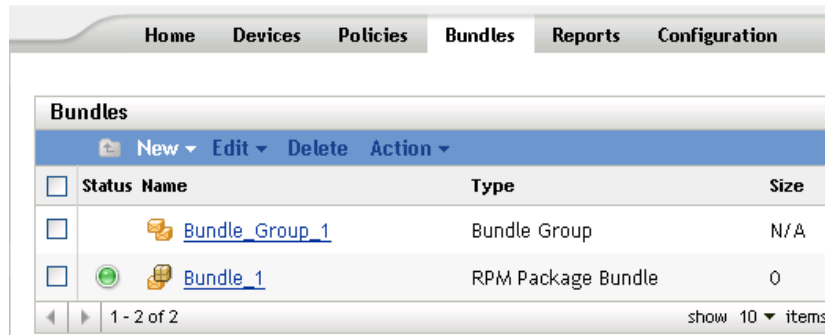 Home Devices Policies Bundles Reports Configuration
Bundles
New Edit Delete Action
Status Name Type Size
Bundle_Group_1 Bundle Group N/A
Bundle_1 RPM Package Bundle 0
1 - 2 of 2 show 10 items